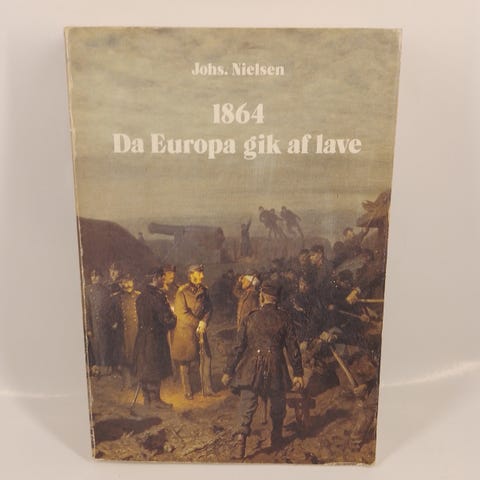 Johs. Nielsen
1864
Da Europa gik af lave